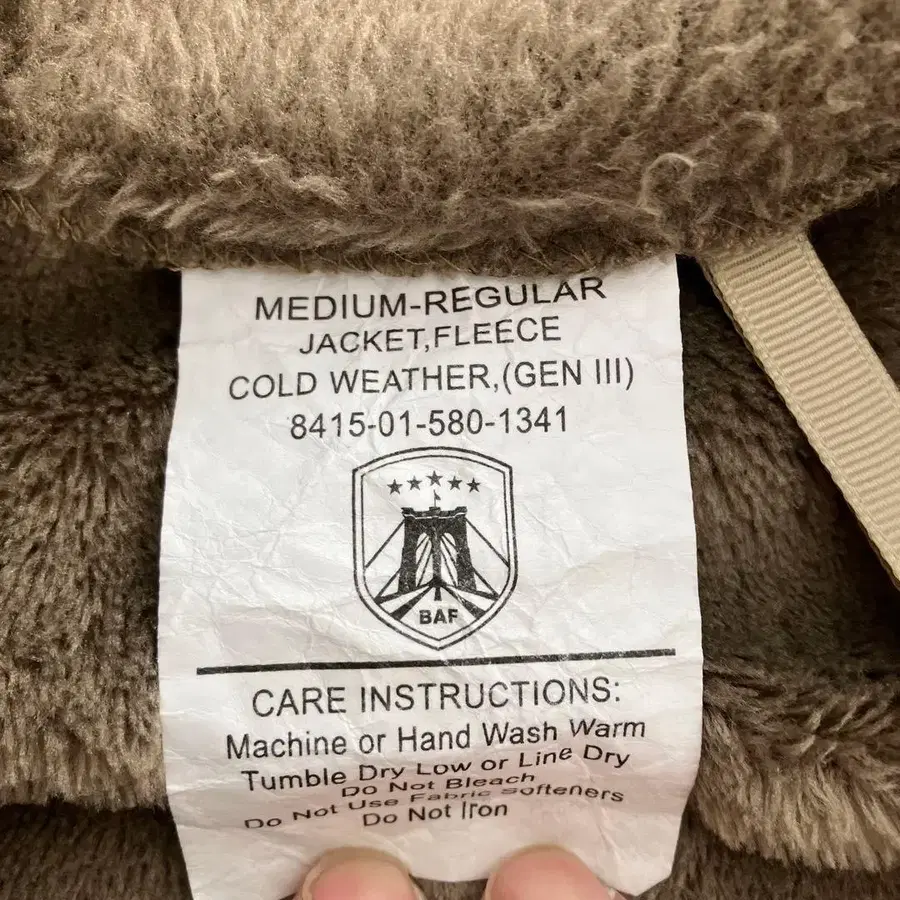 MEDIUM-REGULAR
JACKET,FLEECE
COLD WEATHER,(GEN III)
8415-01-580-1341
BAF
CARE INSTRUCTIONS:
Machine or Hand Wash Warm
Tumble Dry Low or Line Dry
Do Not Bleach
Do Not Use Fabric Softeners
Do Not Iron